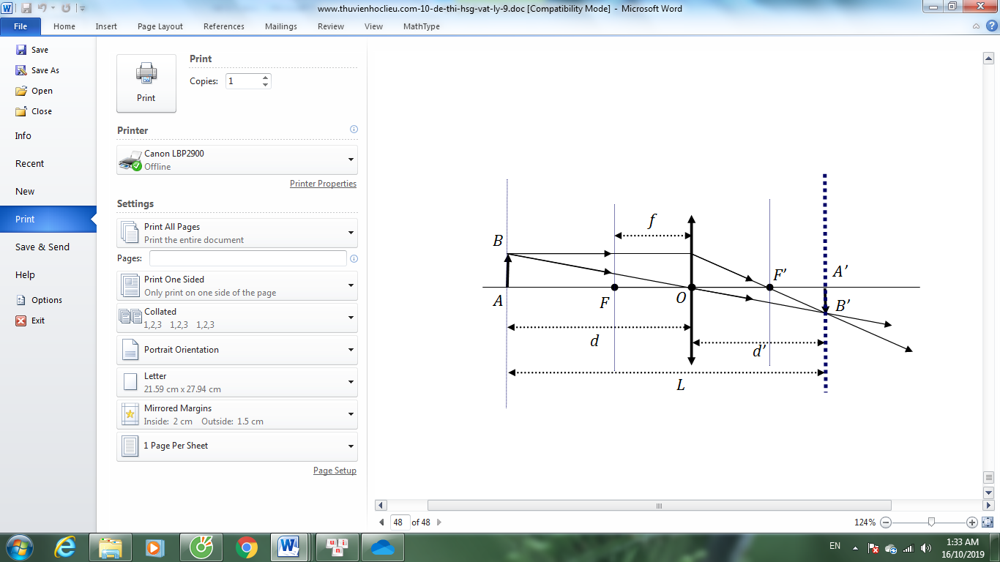 www.thuvienhoclieu.com-10-de-thi-hsg-vat-ly-9.doc [Compatibility Mode] - Microsoft Word
File Home Insert Page Layout References Mailings Review View MathType
Save
Save As
Open
Close
Info
Recent
New
Print
Save & Send
Help
Options
Exit
Print
Print
Copies: 1
Printer
Canon LBP2900
Offline
Printer Properties
Settings
Print All Pages
Print the entire document
Pages:
Print One Sided
Only print on one side of the page
Collated
1,2,3 1,2,3 1,2,3
Portrait Orientation
Letter
21.59 cm x 27.94 cm
Mirrored Margins
Inside: 2 cm Outside: 1.5 cm
1 Page Per Sheet
Page Setup
f
B
F’
A’
A
F
O
B’
d
d’
L
48 of 48
124%
EN
1:33 AM
16/10/2019